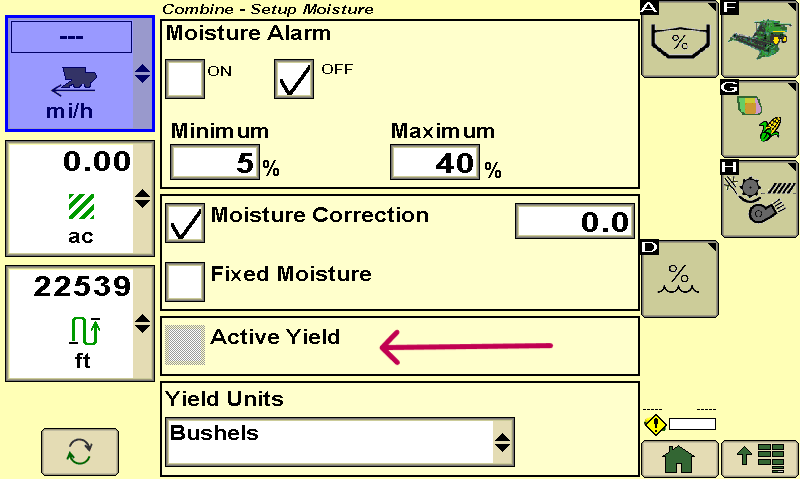 Combine - Setup Moisture
---
mi/h
0.00
ac
22539
ft
Moisture Alarm
ON
OFF
Minimum
Maximum
5 %
40 %
Moisture Correction
0.0
Fixed Moisture
Active Yield
Yield Units
Bushels
A
%
F
G
H
D
%
----- -----